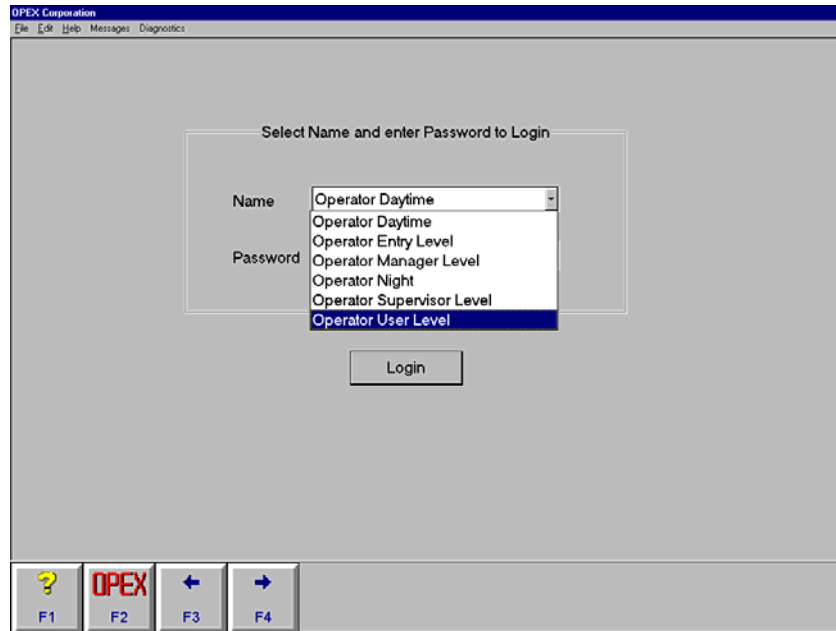 OPEX Corporation
File Edit Help Messages Diagnostics
Select Name and enter Password to Login
Name Operator Daytime
Operator Daytime
Operator Entry Level
Password Operator Manager Level
Operator Night
Operator Supervisor Level
Operator User Level
Login
? OPEX
F1 F2 F3 F4